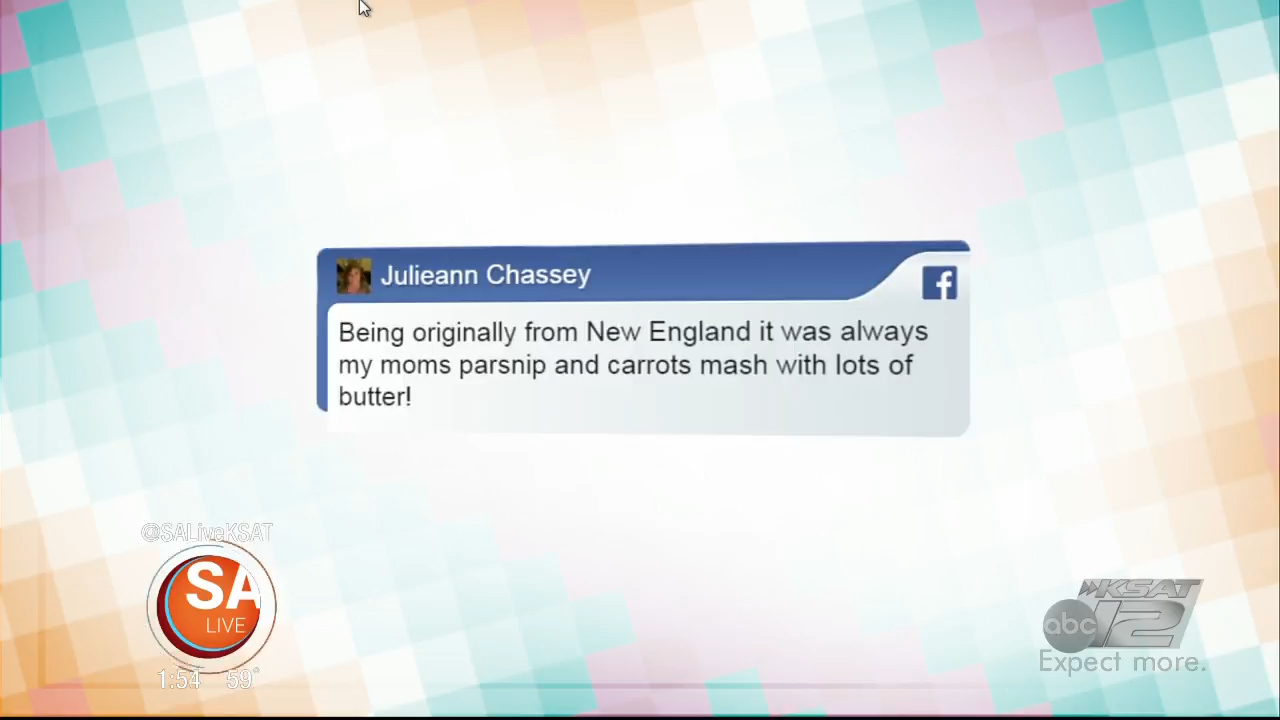 Julieann Chassey
Being originally from New England it was always
my moms parsnip and carrots mash with lots of
butter!
@SALiveKSAT
SA
LIVE
1:54 59°
KSAT
abc 12
Expect more.